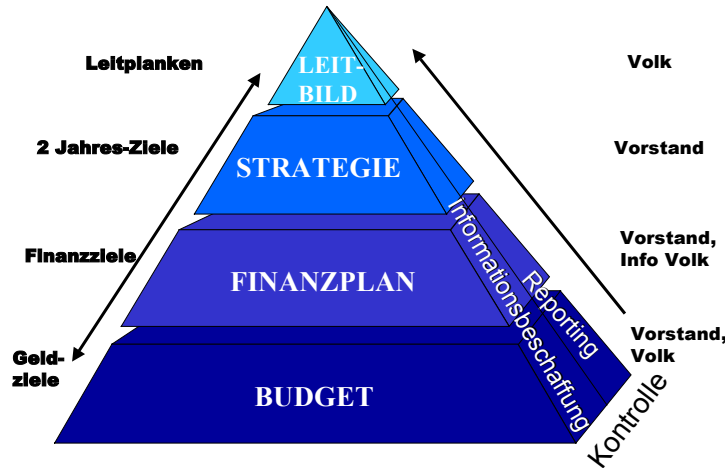 Leitplanken
LEIT-
BILD
Volk
2 Jahres-Ziele
STRATEGIE
Vorstand
Finanzziele
FINANZPLAN
Vorstand,
Info Volk
Geld-
ziele
BUDGET
Vorstand,
Volk
Informationsbeschaffung
Reporting
Kontrolle